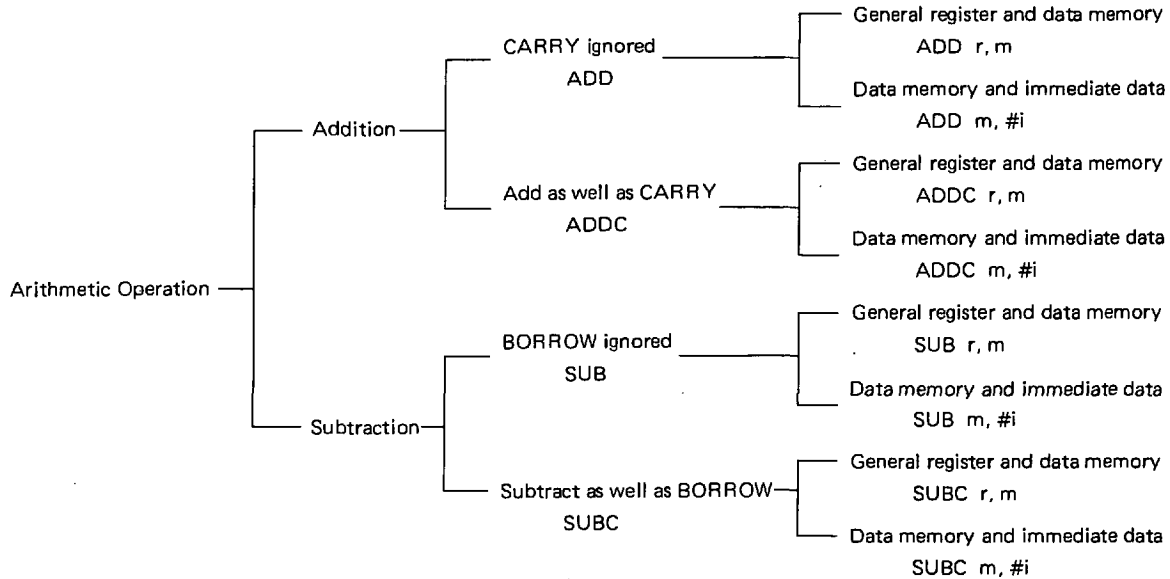 General register and data memory
CARRY ignored
ADD r, m
ADD
Data memory and immediate data
Addition
ADD m, #i
General register and data memory
Add as well as CARRY
ADDC r, m
ADDC
Data memory and immediate data
ADDC m, #i
Arithmetic Operation
General register and data memory
BORROW ignored
SUB r, m
SUB
Data memory and immediate data
Subtraction
SUB m, #i
General register and data memory
Subtract as well as BORROW
SUBC r, m
SUBC
Data memory and immediate data
SUBC m, #i